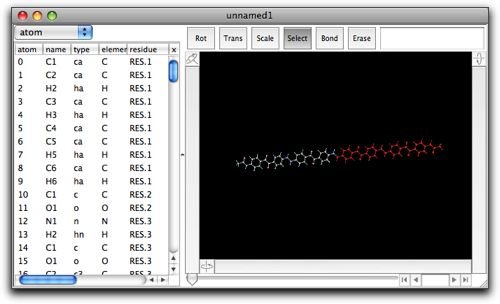 unnamed1
atom
Rot Trans Scale Select Bond Erase
atom name type elemen residue x
0 C1 ca C RES.1
1 C2 ca C RES.1
2 H2 ha H RES.1
3 C3 ca C RES.1
4 H3 ha H RES.1
5 C4 ca C RES.1
6 C5 ca C RES.1
7 H5 ha H RES.1
8 C6 ca C RES.1
9 H6 ha H RES.1
10 C1 c C RES.2
11 O1 o O RES.2
12 N1 n N RES.3
13 H2 hn H RES.3
14 C1 c C RES.3
15 O1 o O RES.3
16 C2 c3 C RES.3